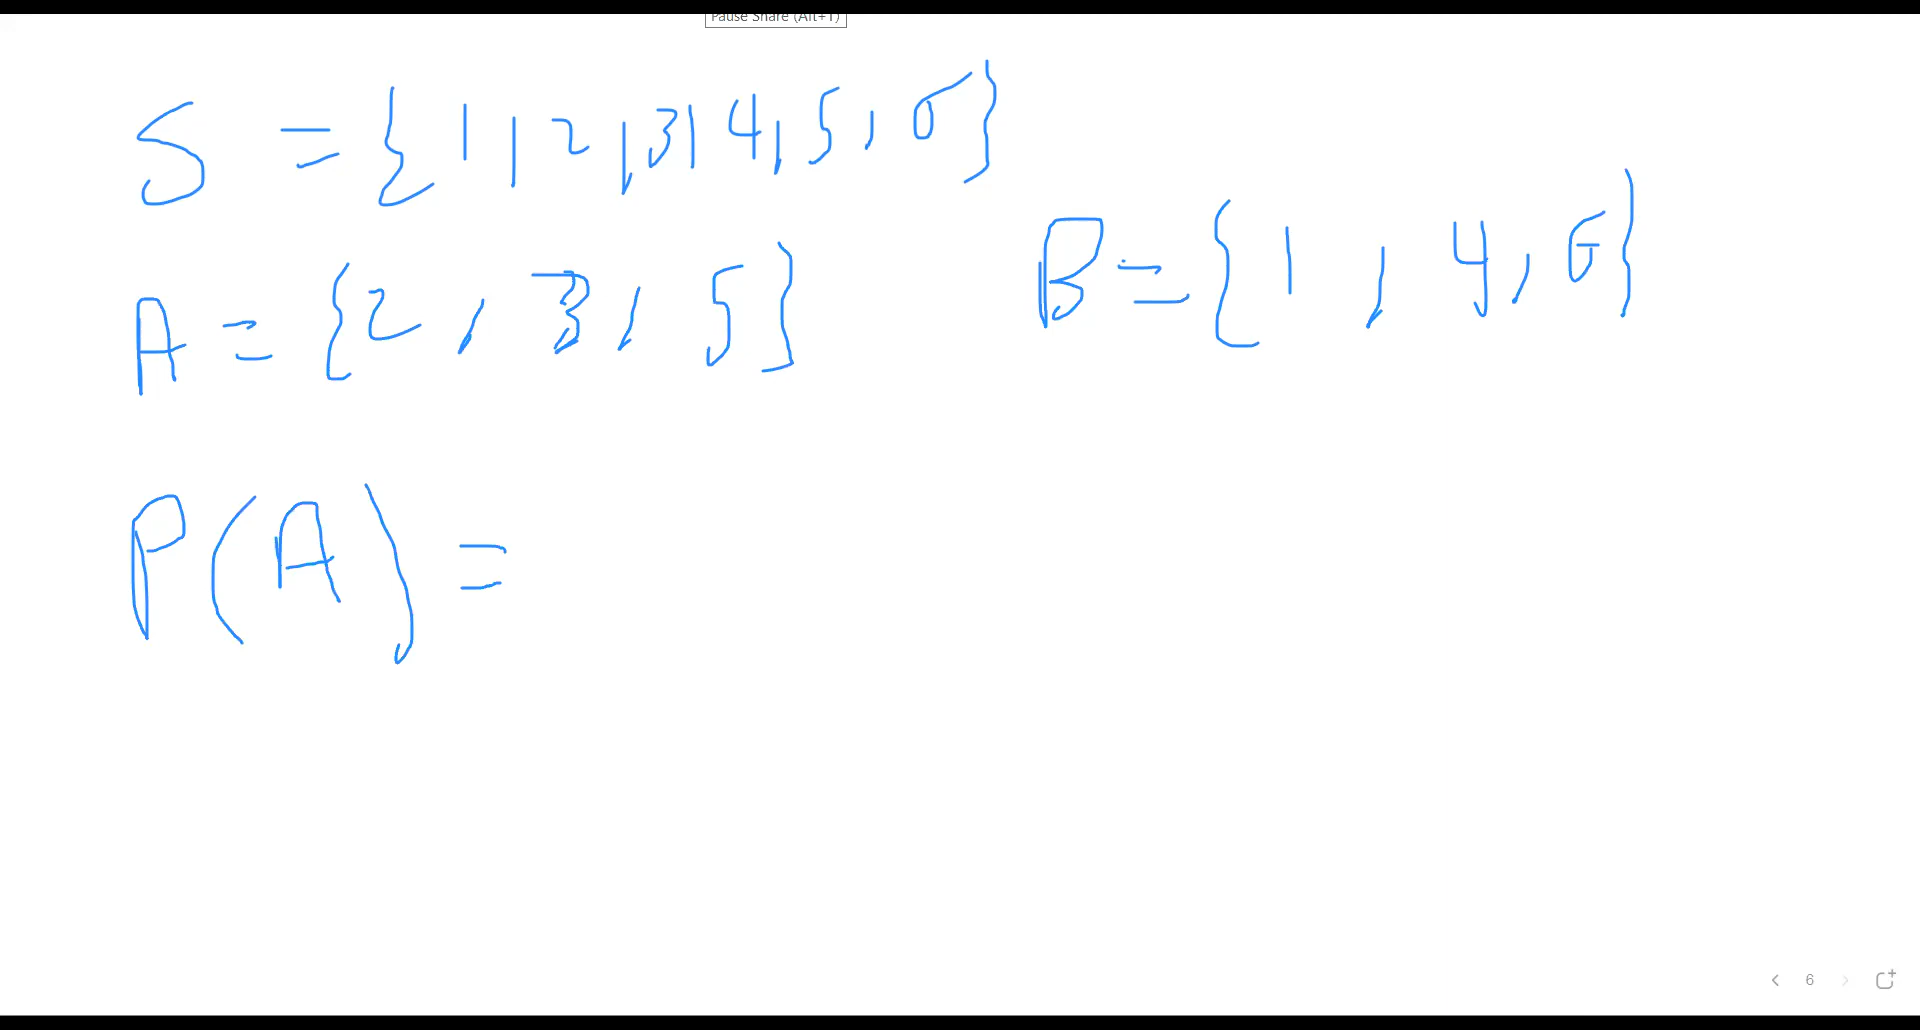 Pause Share (Alt+T)
S = {1, 2, 3, 4, 5, 6}
A = {2, 3, 5}
B = {1, 4, 6}
P(A) =
6